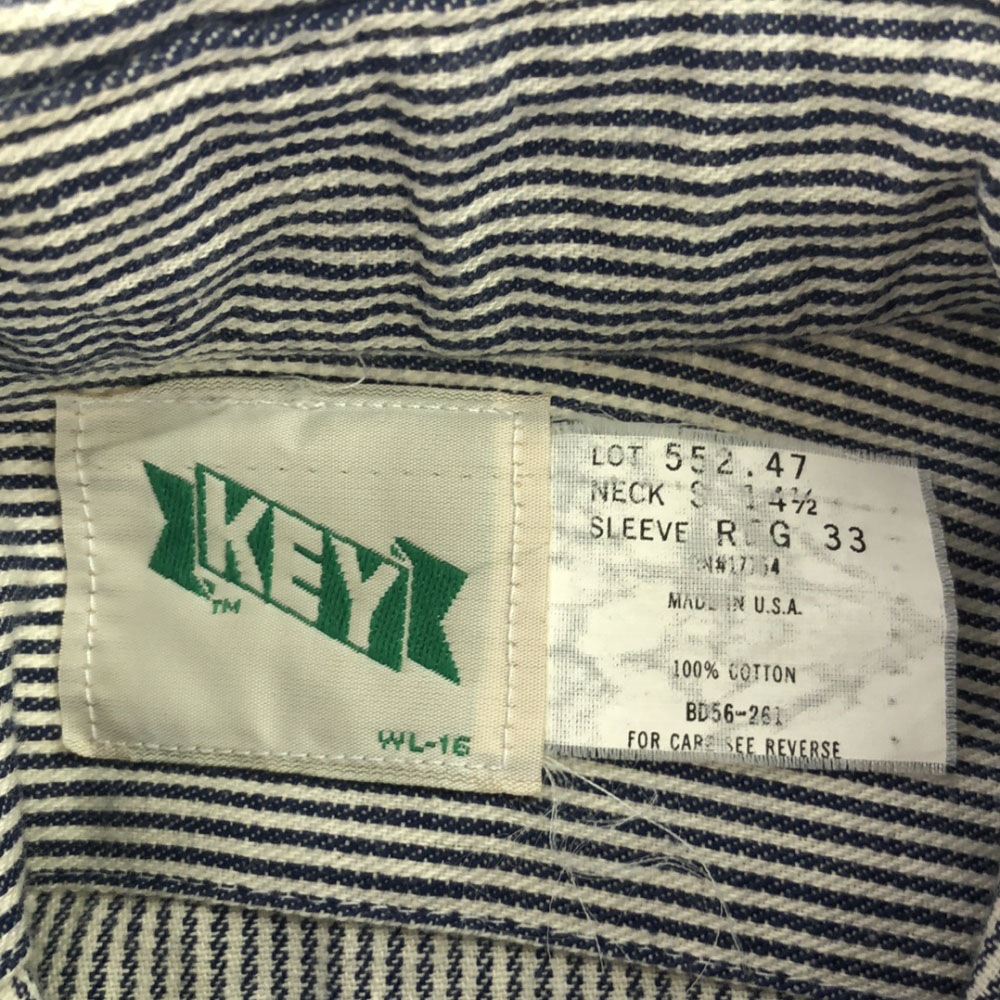 KEY
TM
WL-16
LOT 552.47
NECK S 14½
SLEEVE REG 33
MADE IN U.S.A.
100% COTTON
BD56-261
FOR CARE SEE REVERSE